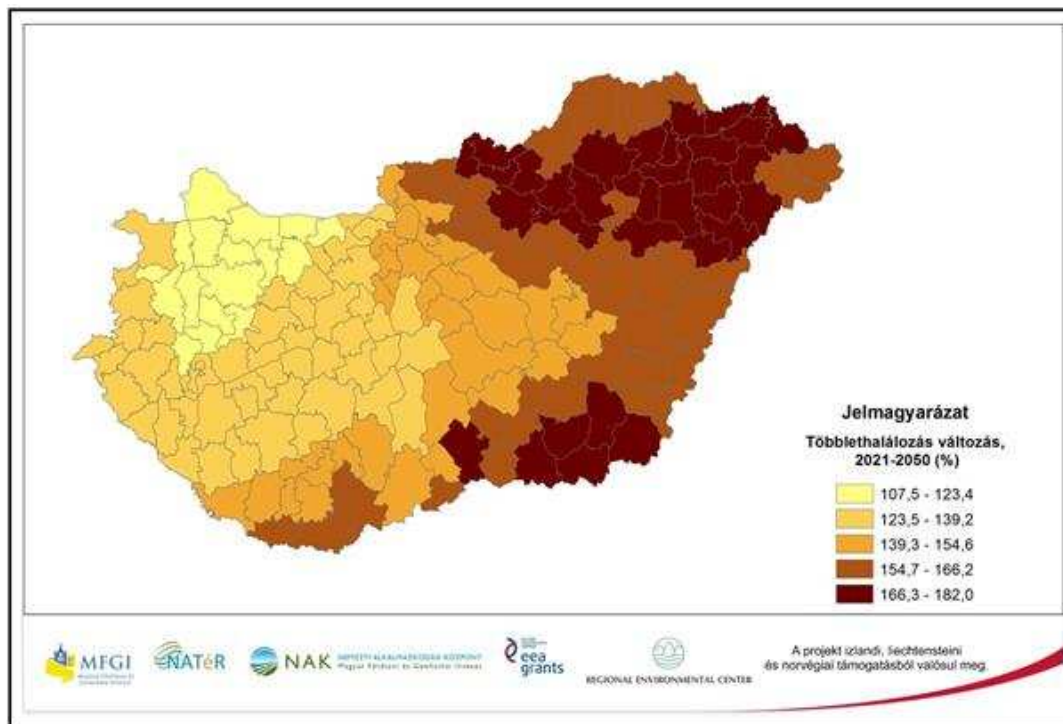 Jelmagyarázat
Többlethalálozás változás,
2021-2050 (%)
107,5 - 123,4
123,5 - 139,2
139,3 - 154,6
154,7 - 166,2
166,3 - 182,0
MFGI
NATéR
NAK
eea
grants
REGIONAL ENVIRONMENTAL CENTER
A projekt izlandi, liechtensteini
és norvégiai támogatásból valósul meg.